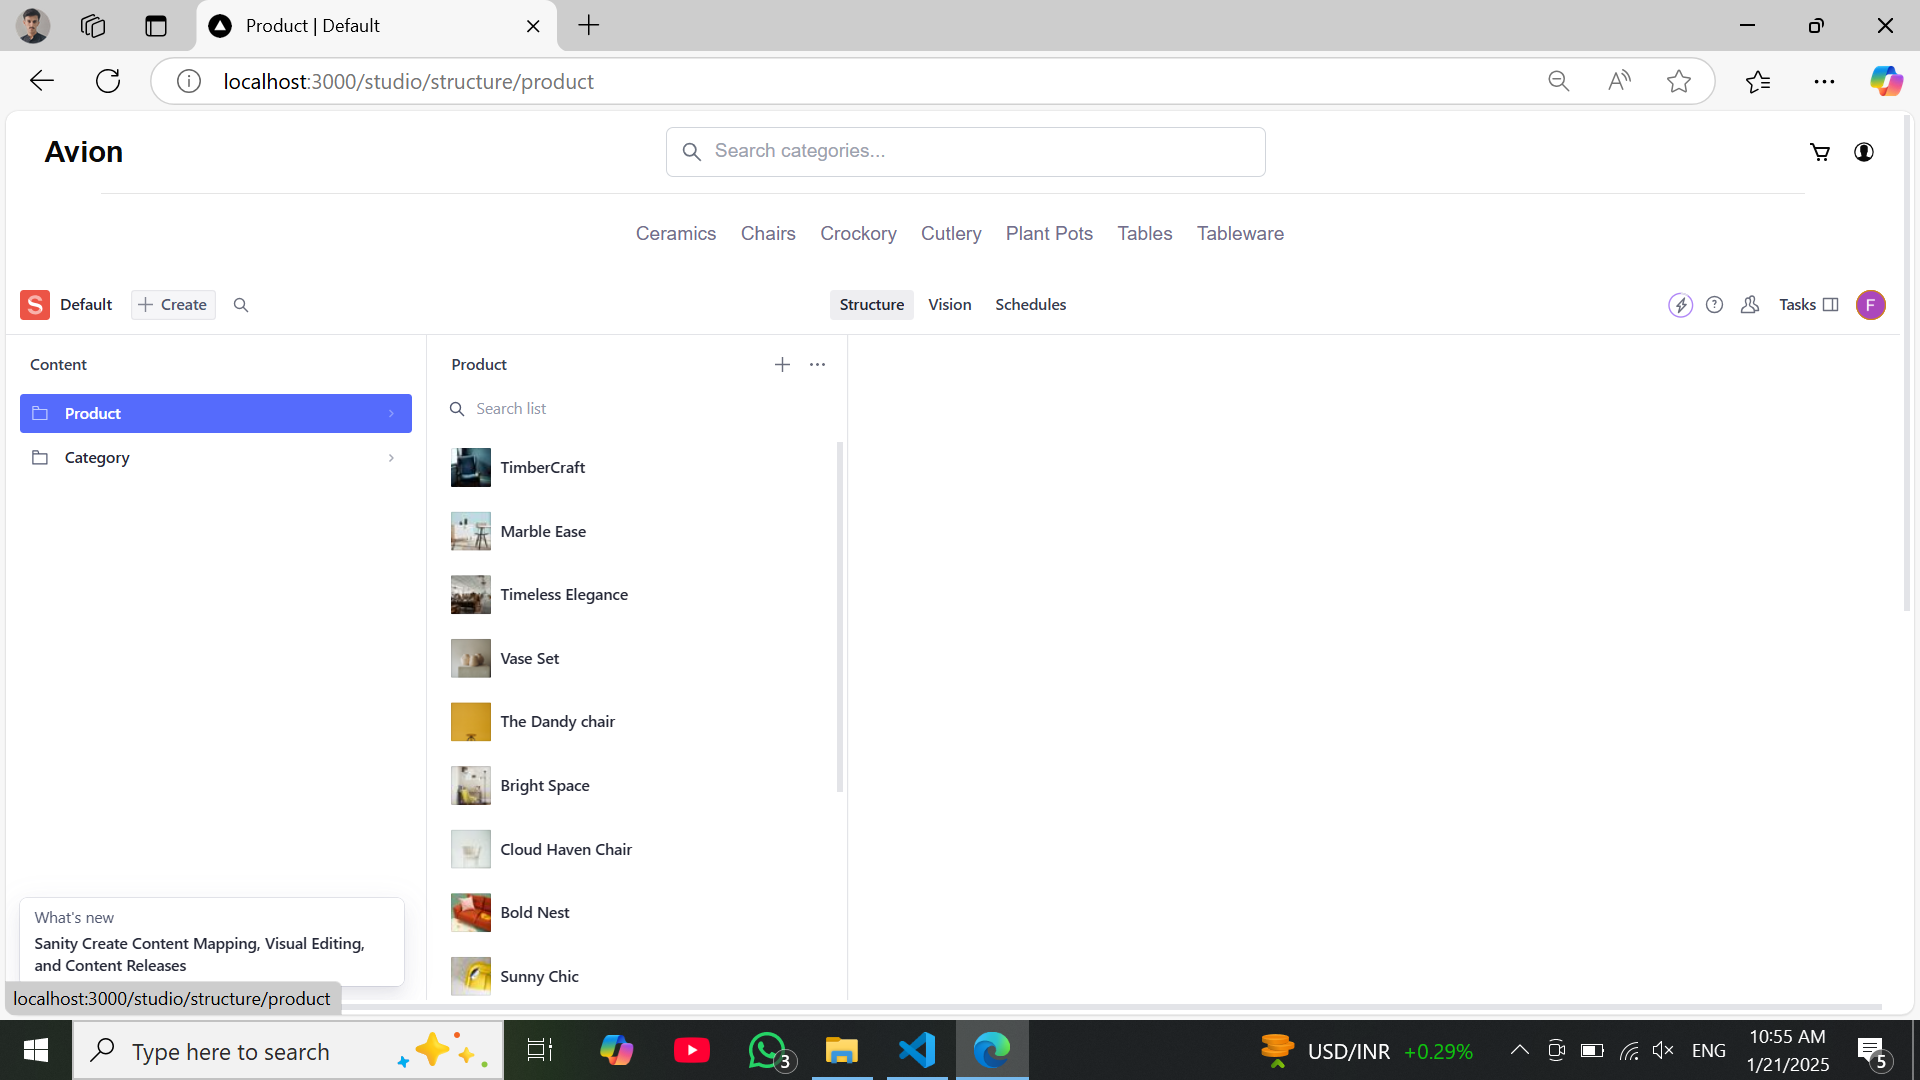 Product | Default
localhost:3000/studio/structure/product
Avion
Search categories...
Ceramics Chairs Crockory Cutlery Plant Pots Tables Tableware
S Default Create Structure Vision Schedules Tasks F
Content
Product
Category
Product
Search list
TimberCraft
Marble Ease
Timeless Elegance
Vase Set
The Dandy chair
Bright Space
Cloud Haven Chair
Bold Nest
Sunny Chic
What's new
Sanity Create Content Mapping, Visual Editing,
and Content Releases
localhost:3000/studio/structure/product
Type here to search
3
USD/INR +0.29%
ENG
10:55 AM
1/21/2025
5